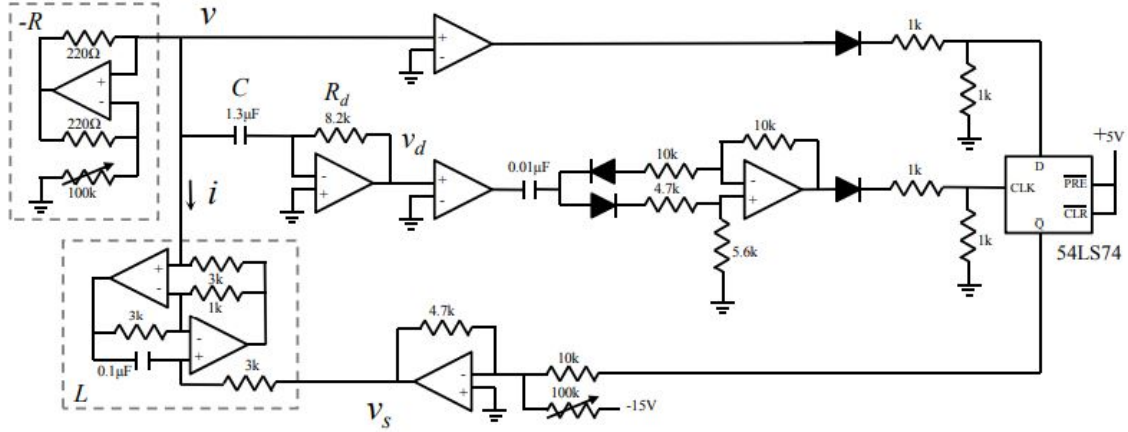 -R
220Ω
+
-
220Ω
100k
v
C
1.3μF
R_d
8.2k
-
+
v_d
i
+
-
1k
1k
+
-
0.01μF
10k
4.7k
10k
-
+
5.6k
1k
1k
+5V
D
CLK
PRE
CLR
Q
54LS74
+
-
3k
1k
3k
0.1μF
-
+
3k
L
v_s
4.7k
-
+
10k
100k
-15V